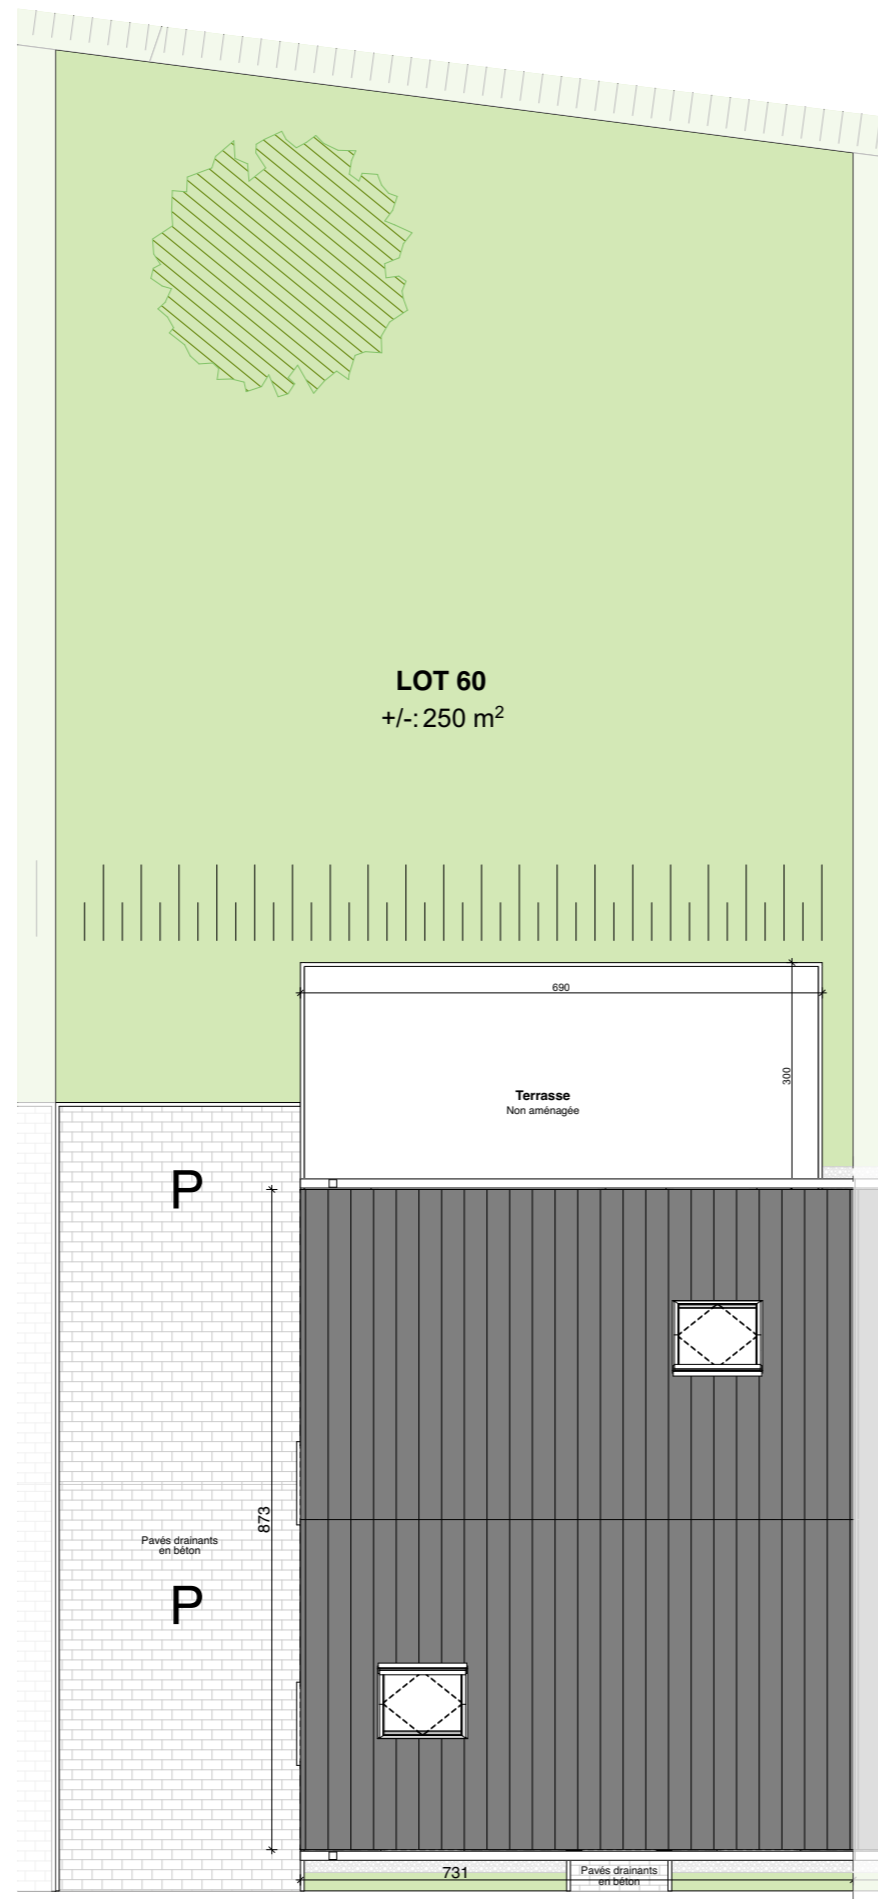 LOT 60
+/-: 250 m²
690
300
Terrasse
Non aménagée
P
873
Pavés drainants
en béton
P
731
Pavés drainants
en béton